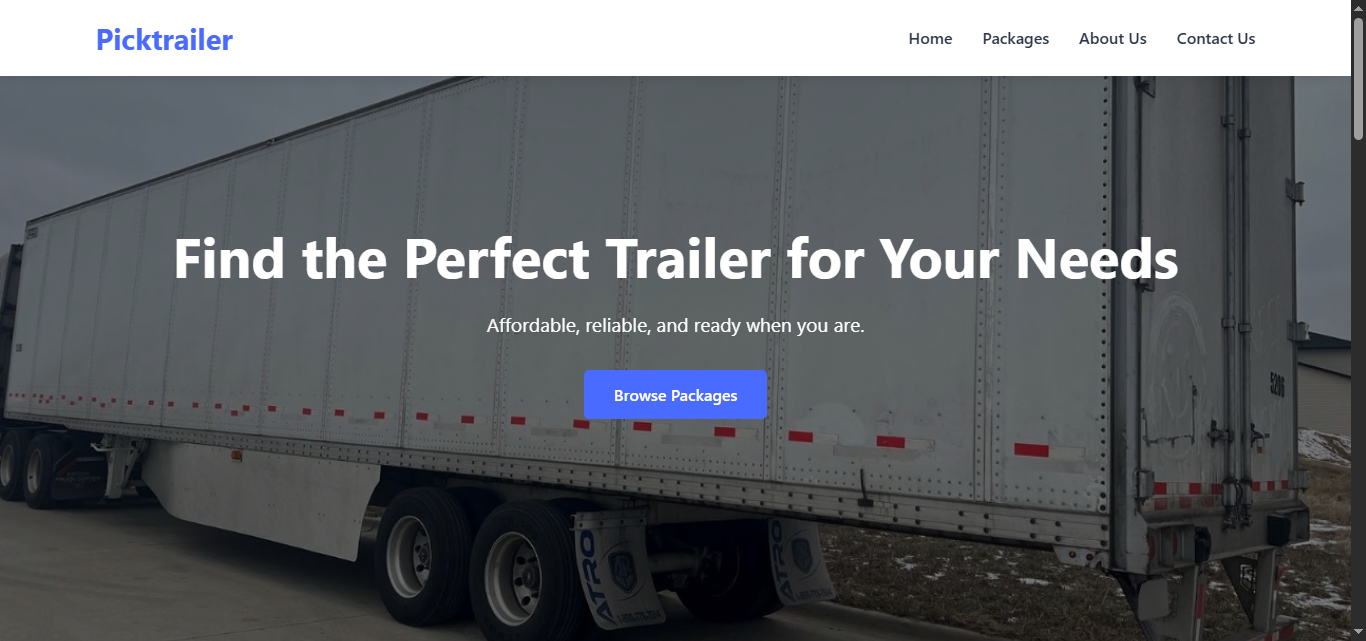 Picktrailer
Home Packages About Us Contact Us
Find the Perfect Trailer for Your Needs
Affordable, reliable, and ready when you are.
Browse Packages
5206
ATRO
ATRO